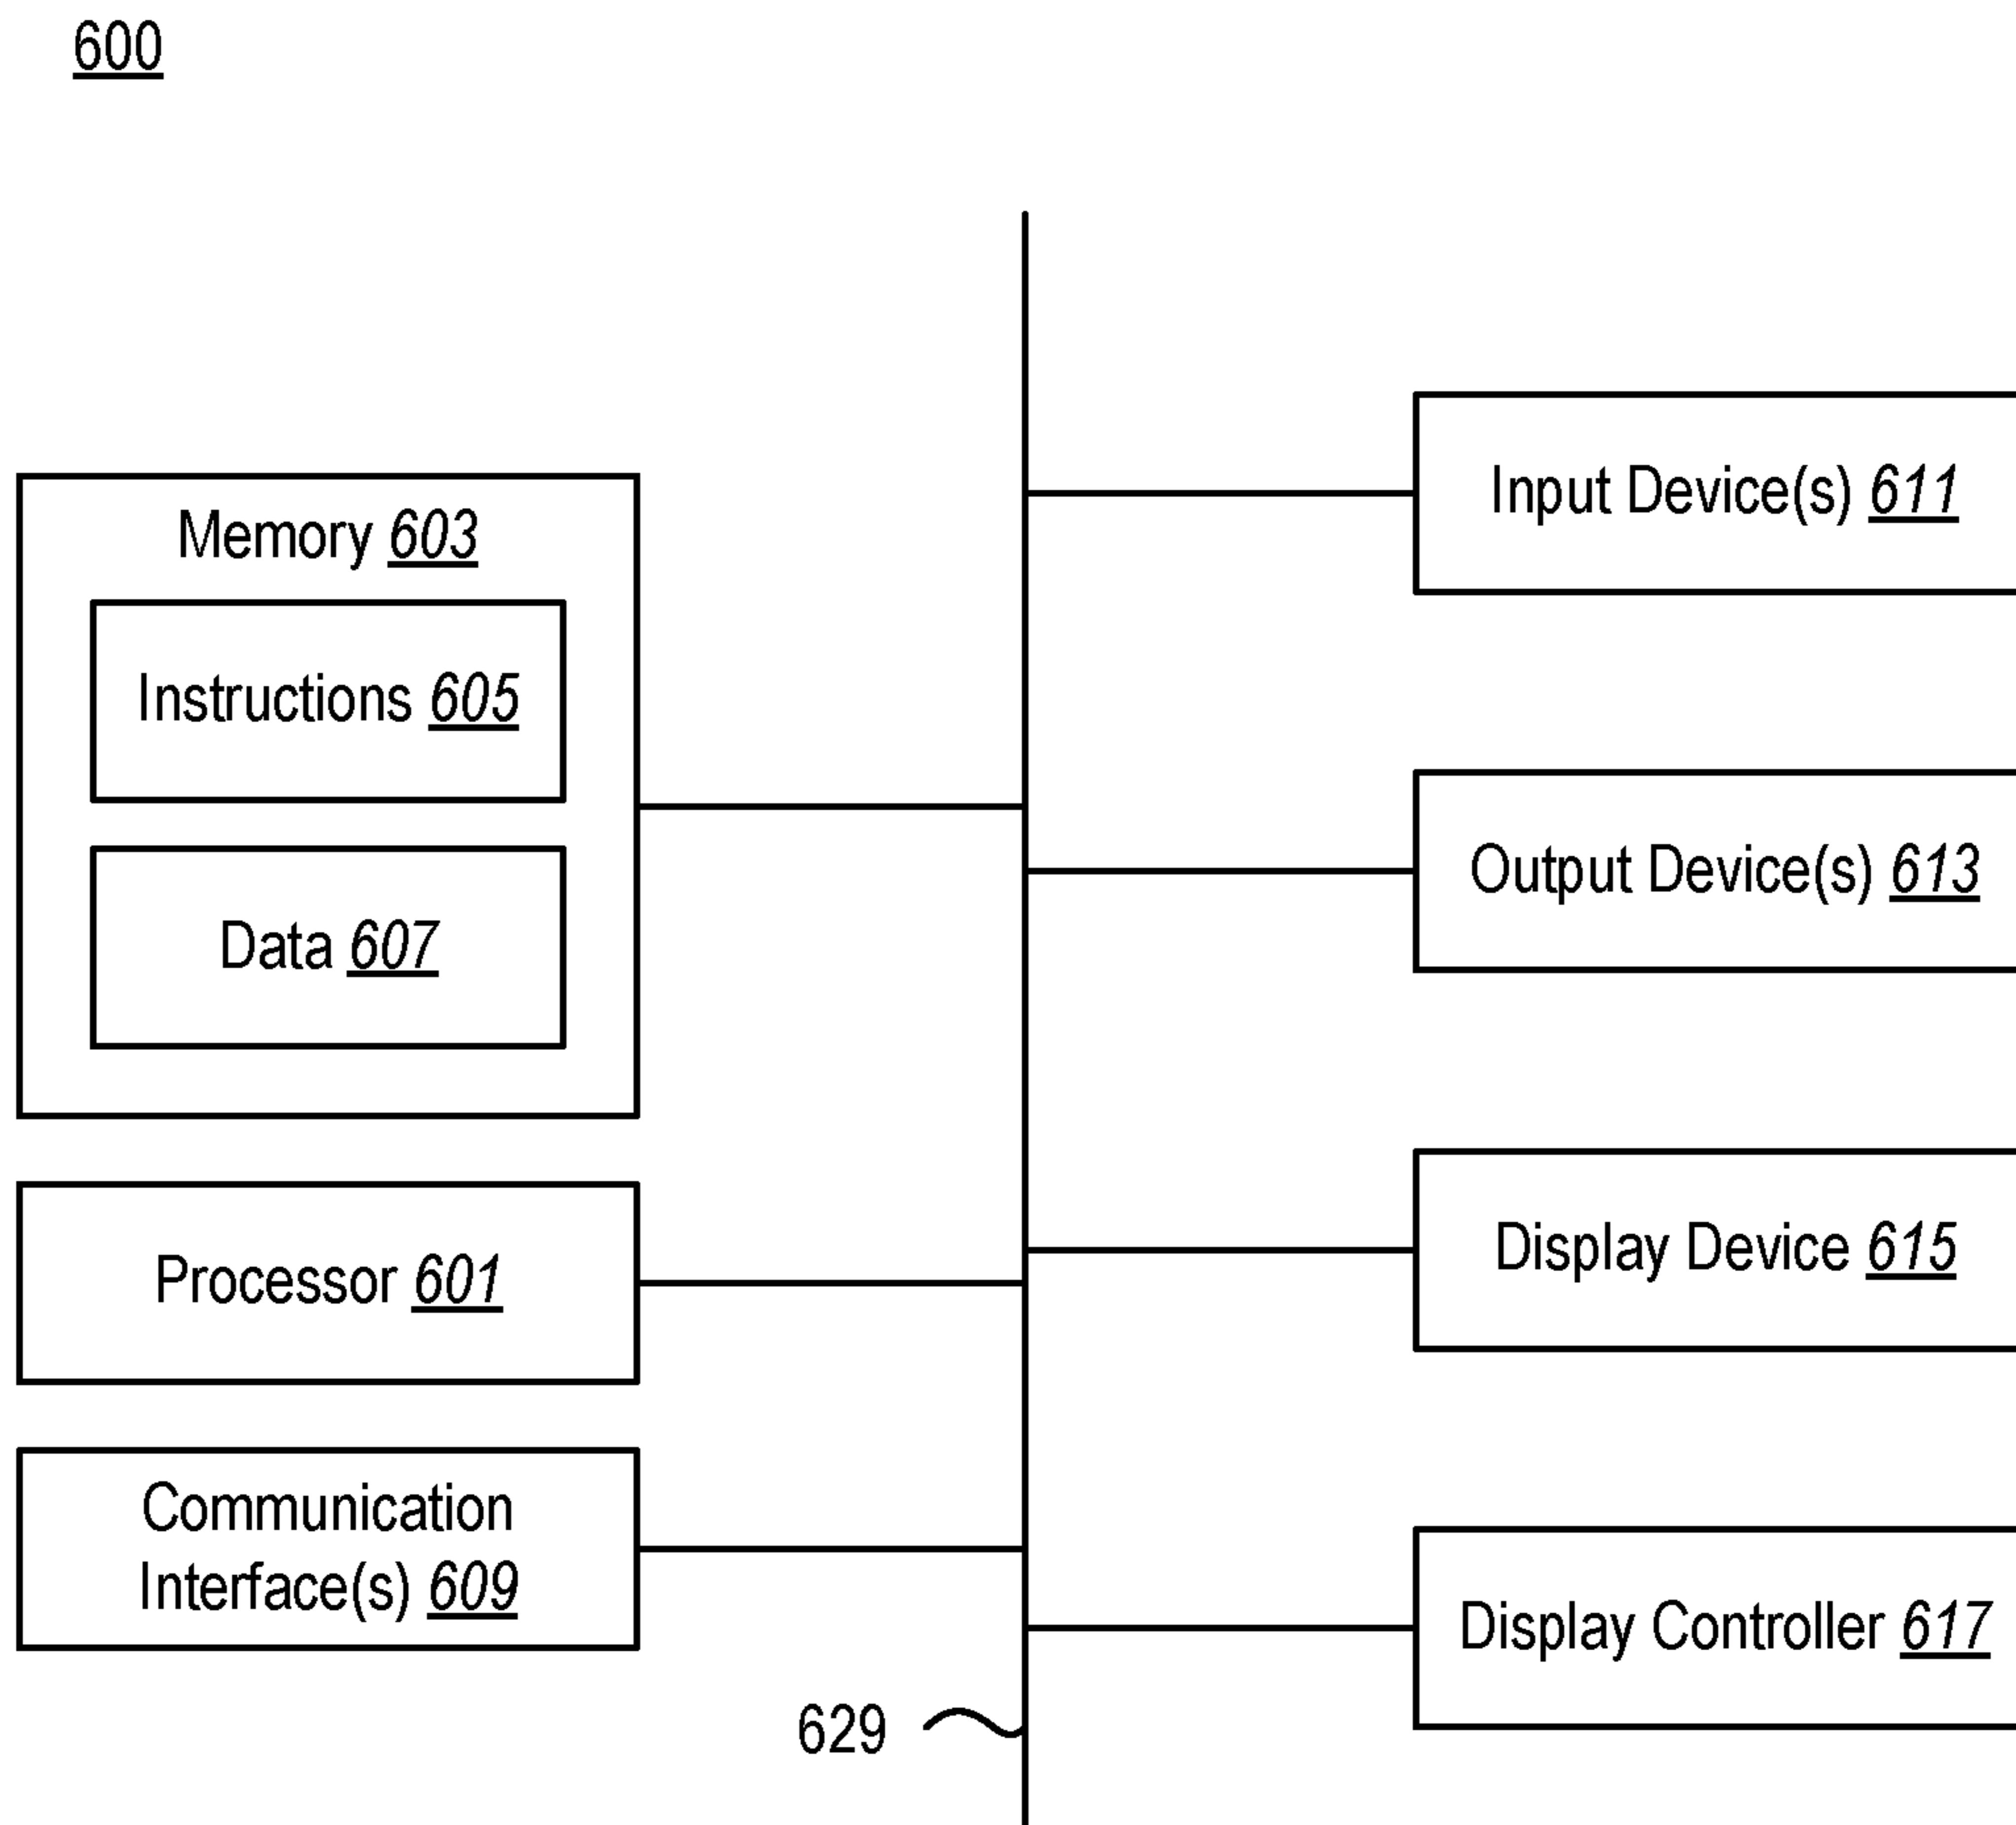 600
Memory 603
Instructions 605
Data 607
Processor 601
Communication
Interface(s) 609
Input Device(s) 611
Output Device(s) 613
Display Device 615
Display Controller 617
629